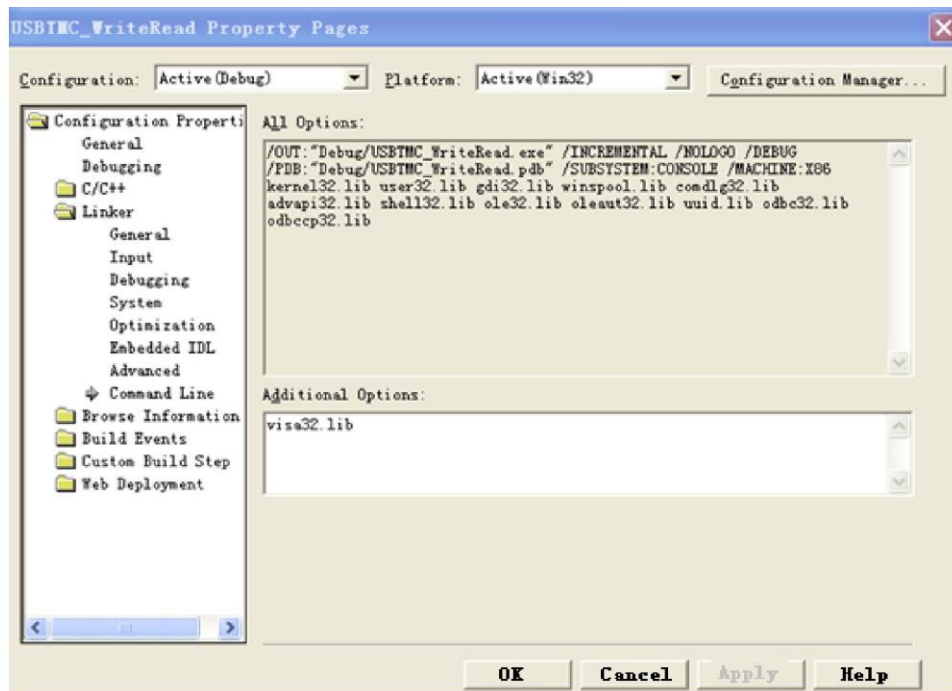 USBTMC_WriteRead Property Pages
Configuration: Active(Debug) Platform: Active(Win32) Configuration Manager...
Configuration Properti
General
Debugging
C/C++
Linker
General
Input
Debugging
System
Optimization
Embedded IDL
Advanced
Command Line
Browse Information
Build Events
Custom Build Step
Web Deployment
All Options:
/OUT:"Debug/USBTMC_WriteRead.exe" /INCREMENTAL /NOLOGO /DEBUG
/PDB:"Debug/USBTMC_WriteRead.pdb" /SUBSYSTEM:CONSOLE /MACHINE:X86
kernel32.lib user32.lib gdi32.lib winspool.lib comdlg32.lib
advapi32.lib shell32.lib ole32.lib oleaut32.lib uuid.lib odbc32.lib
odbccp32.lib
Additional Options:
visa32.lib
OK Cancel Apply Help